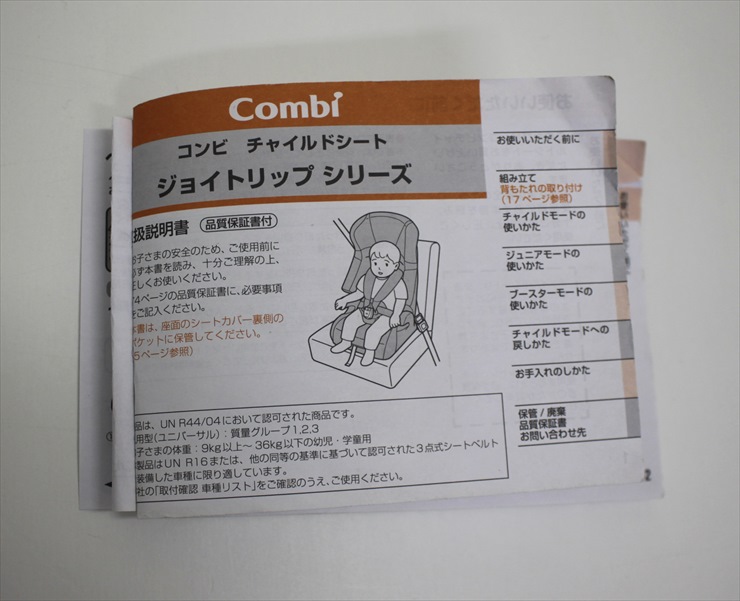 Combi
コンビ チャイルドシート
ジョイトリップ シリーズ
扱説明書 品質保証書付
お子さまの安全のため、ご使用前に
必ず本書を読み、十分ご理解の上、
正しくお使いください。
74ページの品質保証書に、必要事項
をご記入ください。
本書は、座面のシートカバー裏側の
ポケットに保管してください。
5ページ参照)
品は、UN R44/04において認可された商品です。
用型(ユニバーサル):質量グループ1,2,3
子さまの体重:9kg以上〜36kg以下の幼児・学童用
製品はUN R16または、他の同等の基準に基づいて認可された3点式シートベルト
装備した車種に限り適しています。
社の「取付確認 車種リスト」をご確認のうえ、ご使用ください。
お使いいただく前に
組み立て
背もたれの取り付け
(17ページ参照)
チャイルドモードの
使いかた
ジュニアモードの
使いかた
ブースターモードの
使いかた
チャイルドモードへの
戻しかた
お手入れのしかた
保管/廃棄
品質保証書
お問い合わせ先